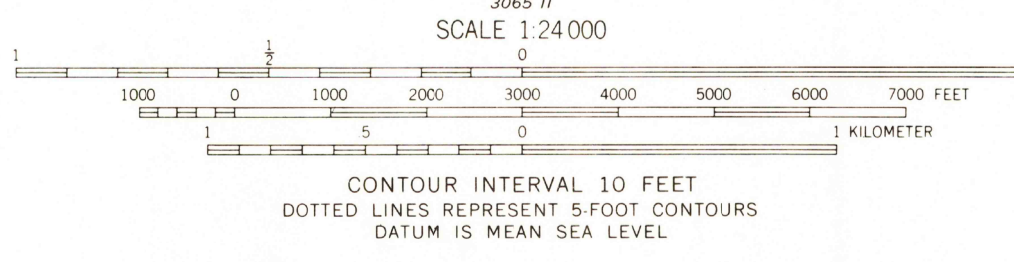 3065 II
SCALE 1:24 000
1 1/2 0
1000 0 1000 2000 3000 4000 5000 6000 7000 FEET
1 .5 0 1 KILOMETER
CONTOUR INTERVAL 10 FEET
DOTTED LINES REPRESENT 5-FOOT CONTOURS
DATUM IS MEAN SEA LEVEL